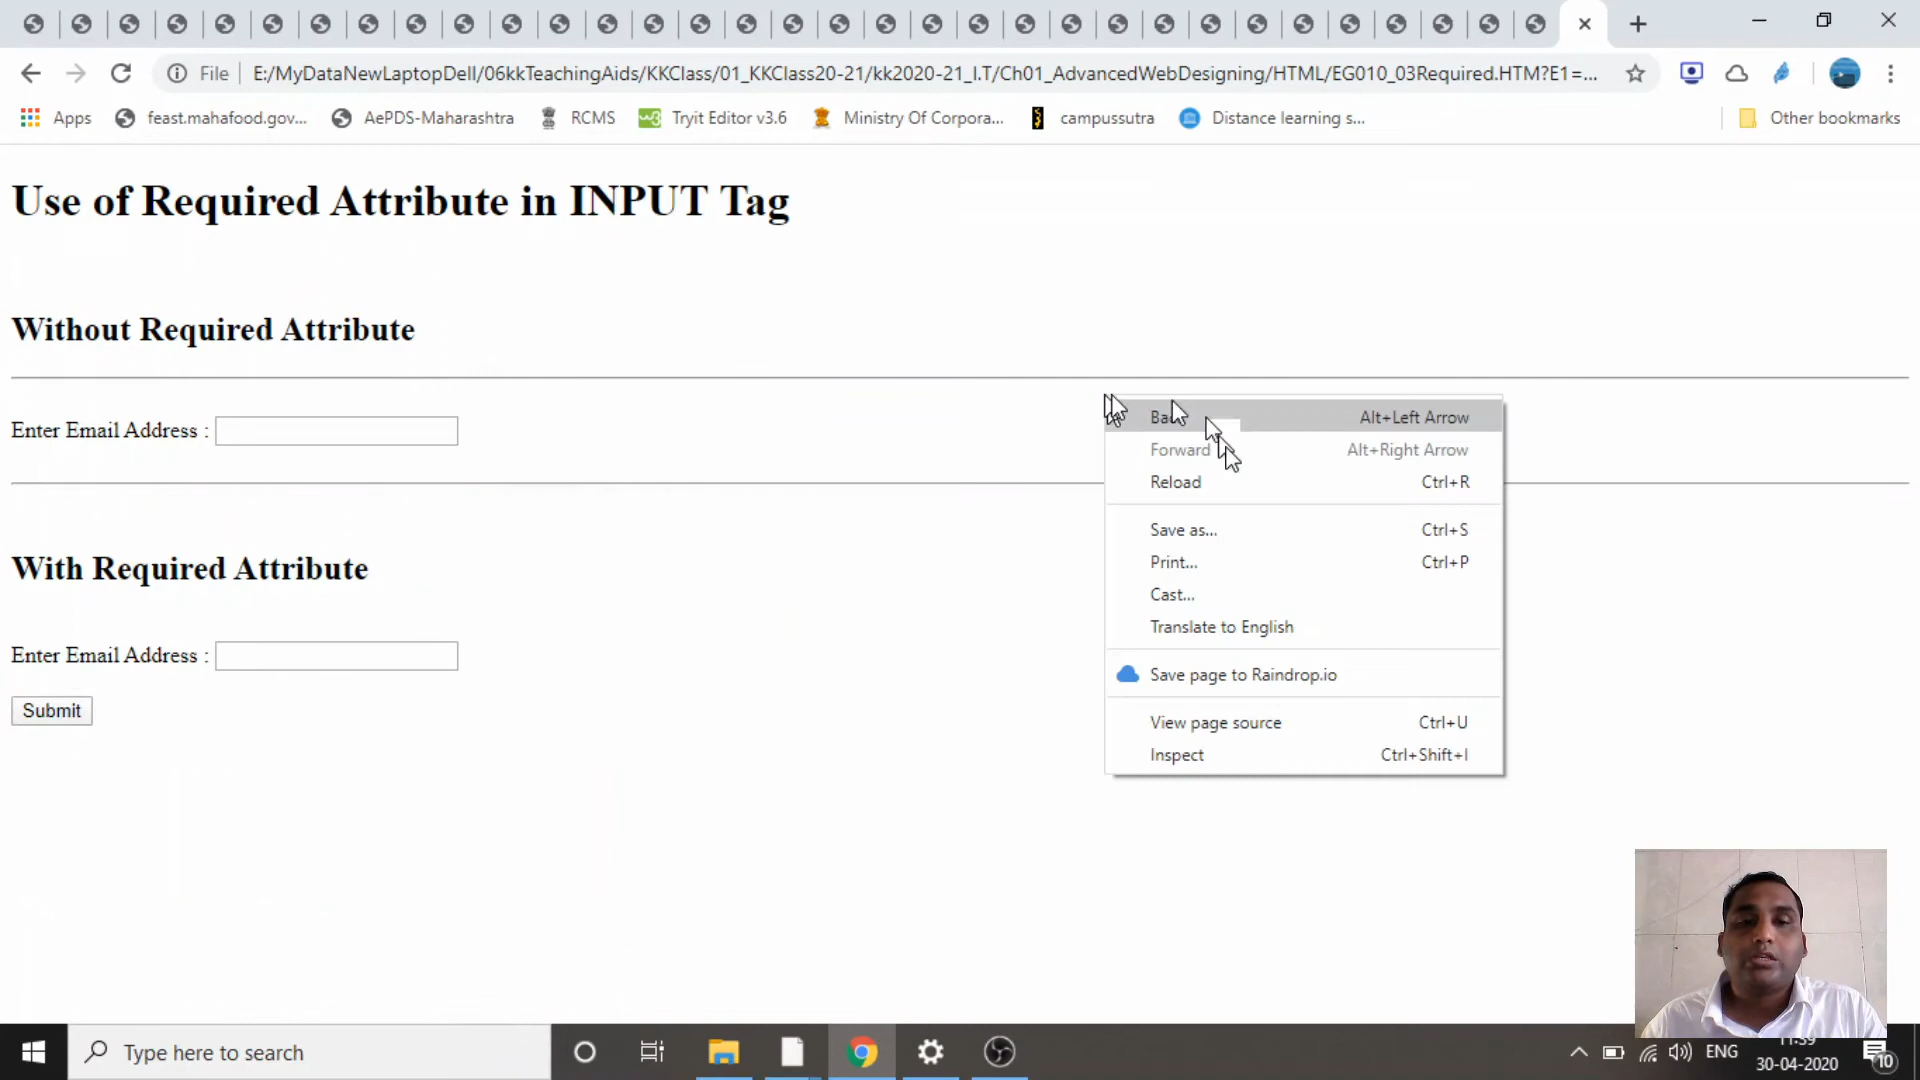 File E:/MyDataNewLaptopDell/06kkTeachingAids/KKClass/01_KKClass20-21/kk2020-21_I.T/Ch01_AdvancedWebDesigning/HTML/EG010_03Required.HTM?E1=...
Apps feast.mahafood.gov... AePDS-Maharashtra RCMS Tryit Editor v3.6 Ministry Of Corpora... campussutra Distance learning s... Other bookmarks
Use of Required Attribute in INPUT Tag
Without Required Attribute
Enter Email Address :
With Required Attribute
Enter Email Address :
Submit
Back Alt+Left Arrow
Forward Alt+Right Arrow
Reload Ctrl+R
Save as... Ctrl+S
Print... Ctrl+P
Cast...
Translate to English
Save page to Raindrop.io
View page source Ctrl+U
Inspect Ctrl+Shift+I
Type here to search
ENG
11:39
30-04-2020
10